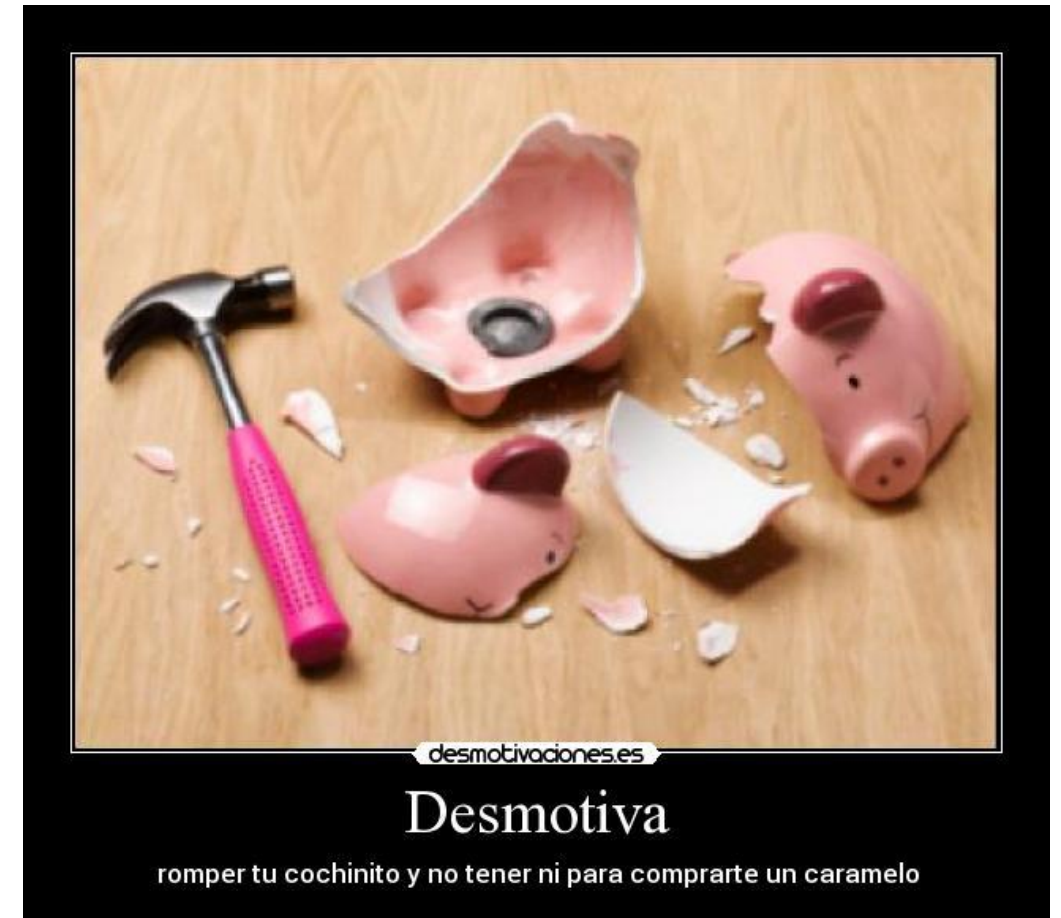 desmotivaciones.es
Desmotiva
romper tu cochinito y no tener ni para comprarte un caramelo